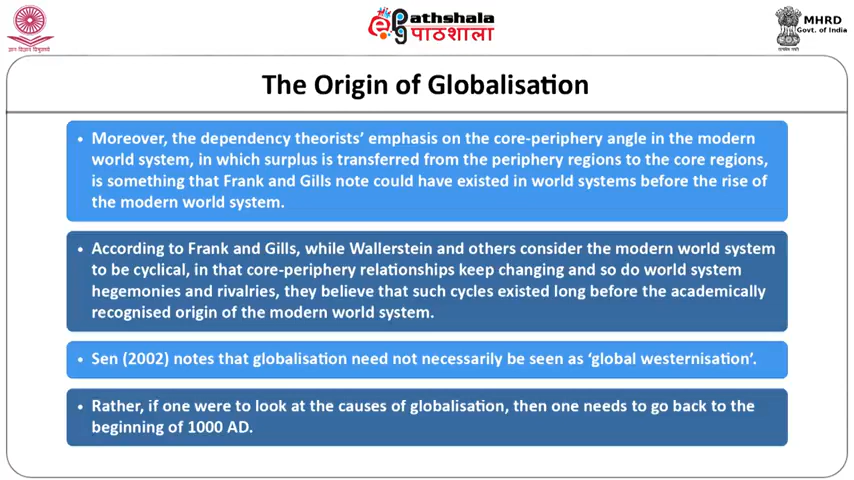 Pathshala
पाठशाला
MHRD
Govt. of India
The Origin of Globalisation
• Moreover, the dependency theorists' emphasis on the core-periphery angle in the modern
world system, in which surplus is transferred from the periphery regions to the core regions,
is something that Frank and Gills note could have existed in world systems before the rise of
the modern world system.
• According to Frank and Gills, while Wallerstein and others consider the modern world system
to be cyclical, in that core-periphery relationships keep changing and so do world system
hegemonies and rivalries, they believe that such cycles existed long before the academically
recognised origin of the modern world system.
• Sen (2002) notes that globalisation need not necessarily be seen as 'global westernisation'.
• Rather, if one were to look at the causes of globalisation, then one needs to go back to the
beginning of 1000 AD.